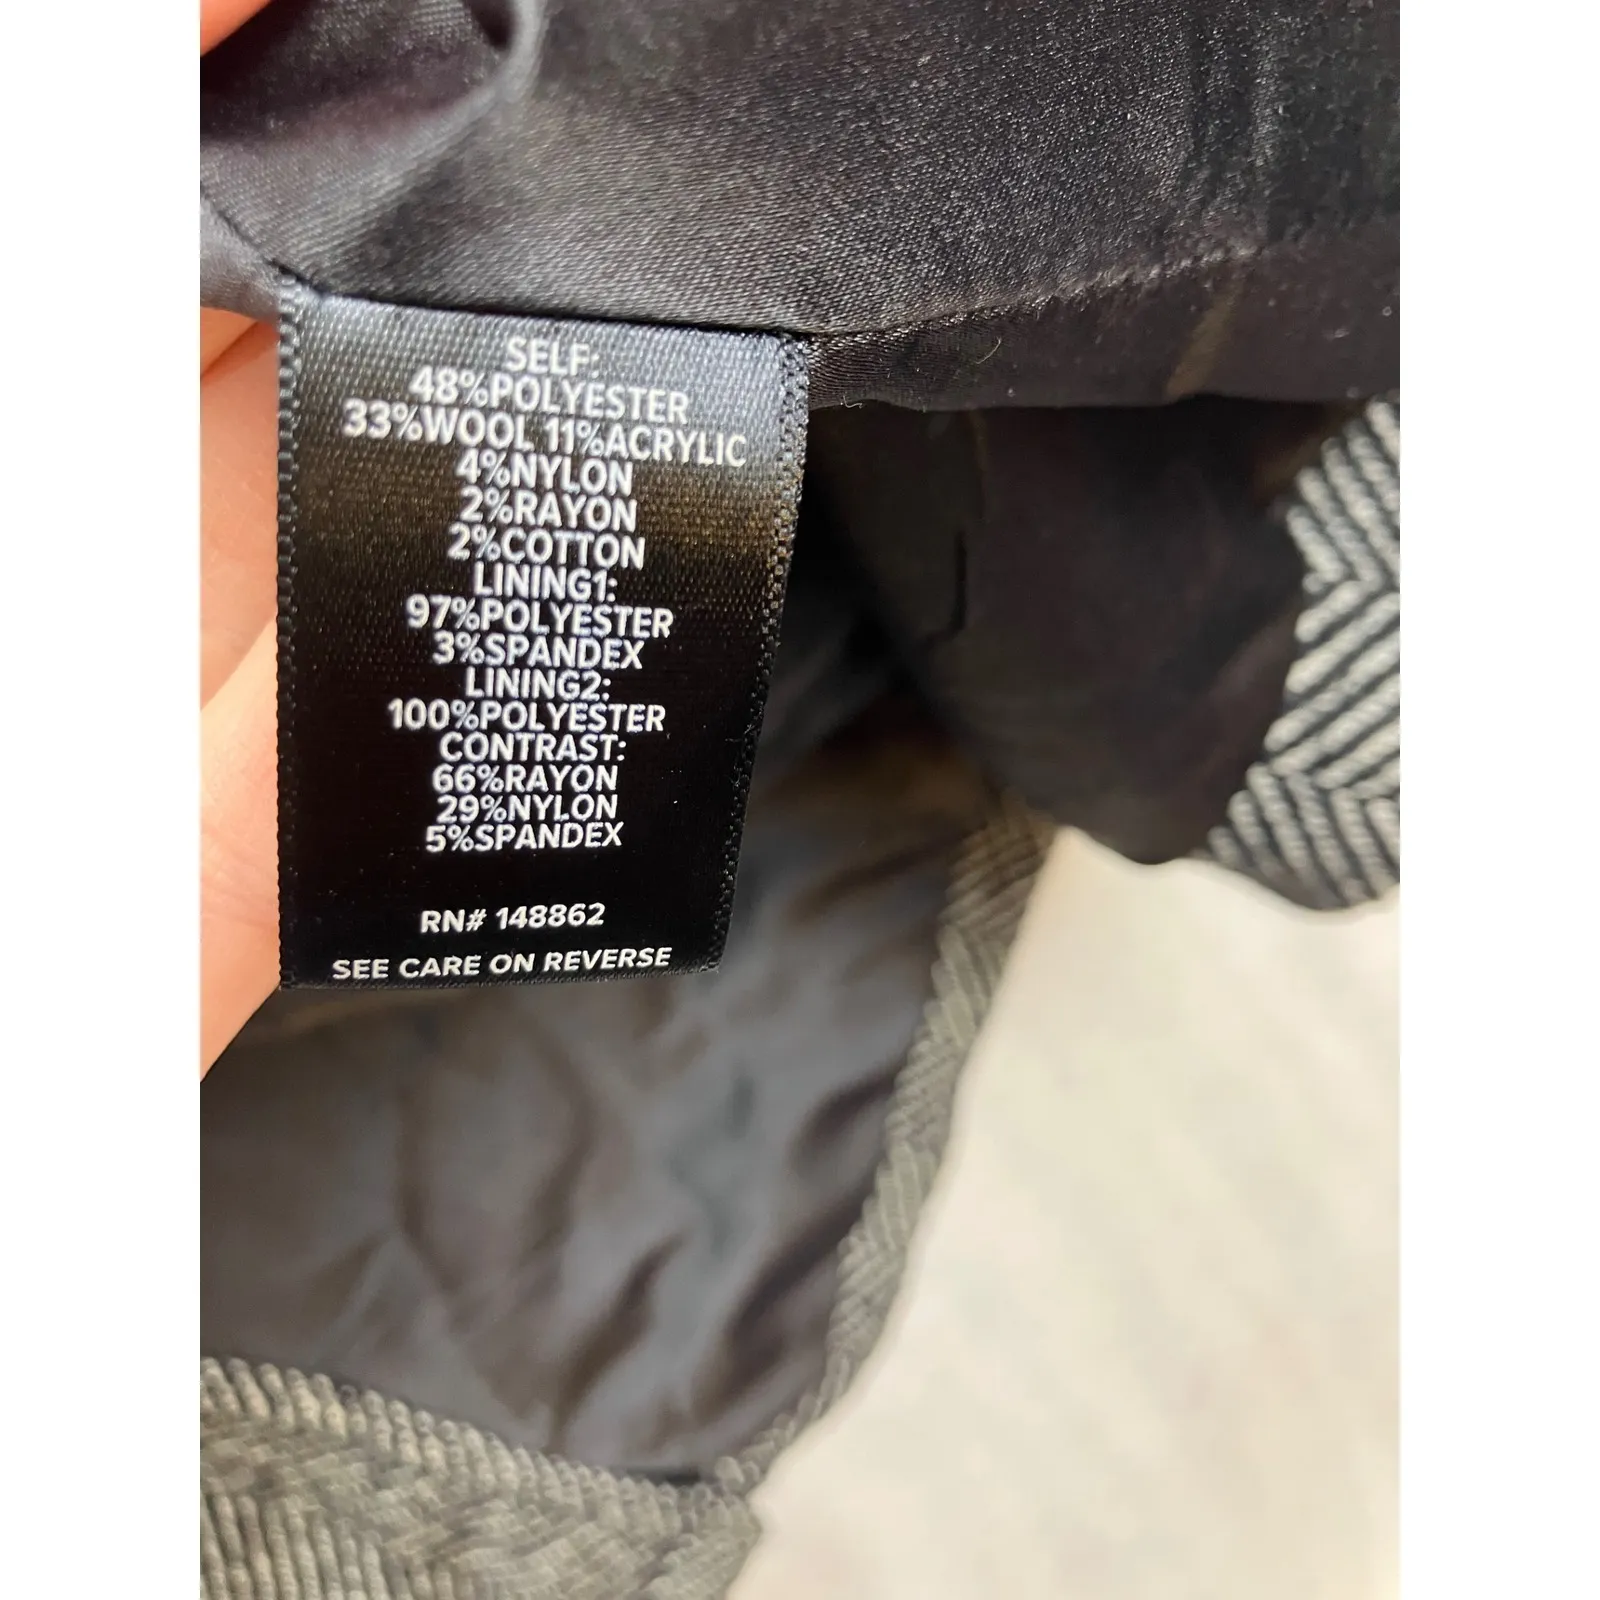 SELF:
48%POLYESTER
33%WOOL 11%ACRYLIC
4%NYLON
2%RAYON
2%COTTON
LINING1:
97%POLYESTER
3%SPANDEX
LINING2:
100%POLYESTER
CONTRAST:
66%RAYON
29%NYLON
5%SPANDEX
RN# 148862
SEE CARE ON REVERSE